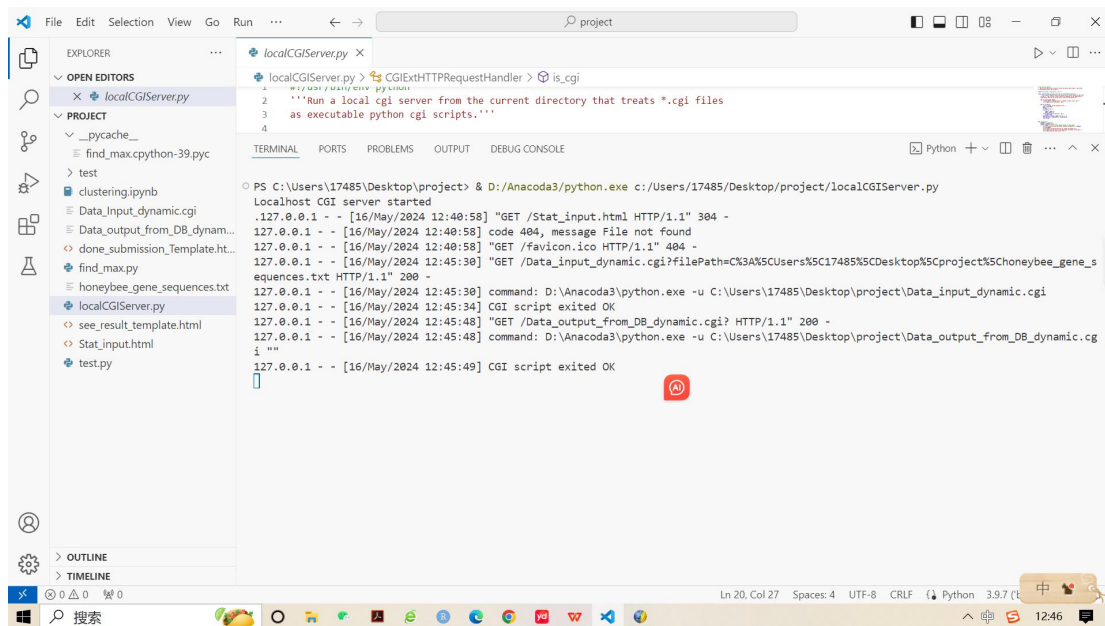 File Edit Selection View Go Run ··· project
EXPLORER ···
OPEN EDITORS
localCGIServer.py
PROJECT
__pycache__
find_max.cpython-39.pyc
test
clustering.ipynb
Data_Input_dynamic.cgi
Data_output_from_DB_dynam...
done_submission_Template.ht...
find_max.py
honeybee_gene_sequences.txt
localCGIServer.py
see_result_template.html
Stat_input.html
test.py
OUTLINE
TIMELINE
localCGIServer.py
localCGIServer.py > CGIExtHTTPRequestHandler > is_cgi
1 #!/usr/bin/env python
2 '''Run a local cgi server from the current directory that treats *.cgi files
3 as executable python cgi scripts.'''
4
TERMINAL PORTS PROBLEMS OUTPUT DEBUG CONSOLE Python
PS C:\Users\17485\Desktop\project> & D:/Anacoda3/python.exe c:/Users/17485/Desktop/project/localCGIServer.py
Localhost CGI server started
.127.0.0.1 - - [16/May/2024 12:40:58] "GET /Stat_input.html HTTP/1.1" 304 -
127.0.0.1 - - [16/May/2024 12:40:58] code 404, message File not found
127.0.0.1 - - [16/May/2024 12:40:58] "GET /favicon.ico HTTP/1.1" 404 -
127.0.0.1 - - [16/May/2024 12:45:30] "GET /Data_input_dynamic.cgi?filePath=C%3A%5CUsers%5C17485%5CDesktop%5Cproject%5Choneybee_gene_s
equences.txt HTTP/1.1" 200 -
127.0.0.1 - - [16/May/2024 12:45:30] command: D:\Anacoda3\python.exe -u C:\Users\17485\Desktop\project\Data_input_dynamic.cgi
127.0.0.1 - - [16/May/2024 12:45:34] CGI script exited OK
127.0.0.1 - - [16/May/2024 12:45:48] "GET /Data_output_from_DB_dynamic.cgi? HTTP/1.1" 200 -
127.0.0.1 - - [16/May/2024 12:45:48] command: D:\Anacoda3\python.exe -u C:\Users\17485\Desktop\project\Data_output_from_DB_dynamic.cg
i ""
127.0.0.1 - - [16/May/2024 12:45:49] CGI script exited OK
AI
0 0 0 Ln 20, Col 27 Spaces: 4 UTF-8 CRLF Python 3.9.7 中
搜索 中 12:46